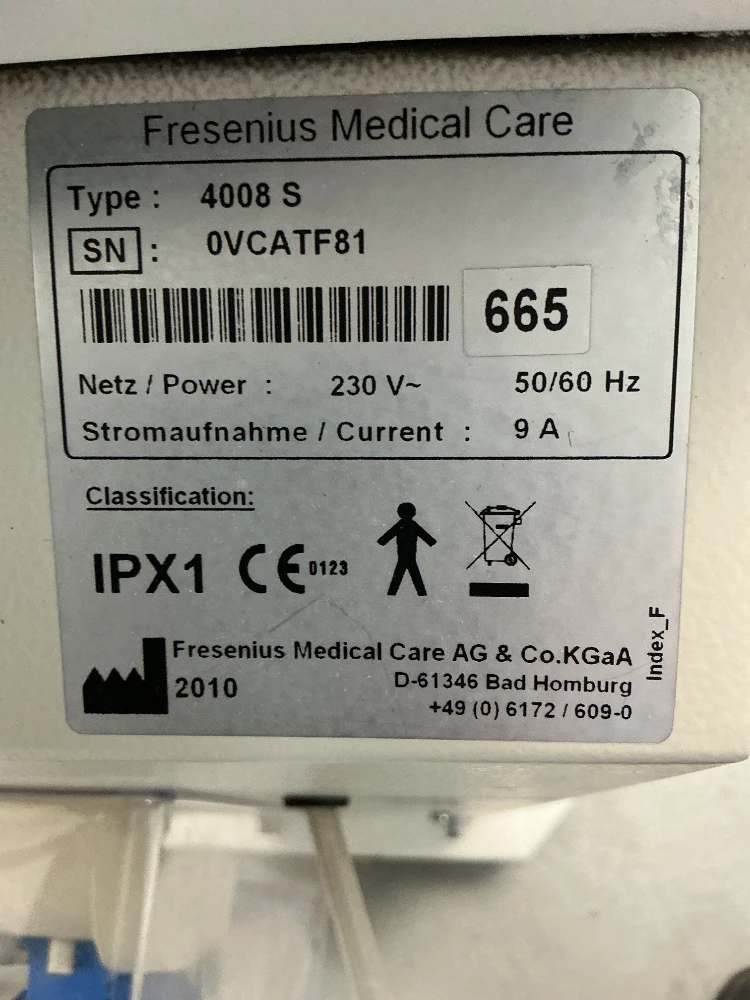 Fresenius Medical Care
Type : 4008 S
SN : 0VCATF81
665
Netz / Power : 230 V~ 50/60 Hz
Stromaufnahme / Current : 9 A
Classification:
IPX1 CE 0123
Fresenius Medical Care AG & Co.KGaA
2010 D-61346 Bad Homburg
+49 (0) 6172 / 609-0
Index_F